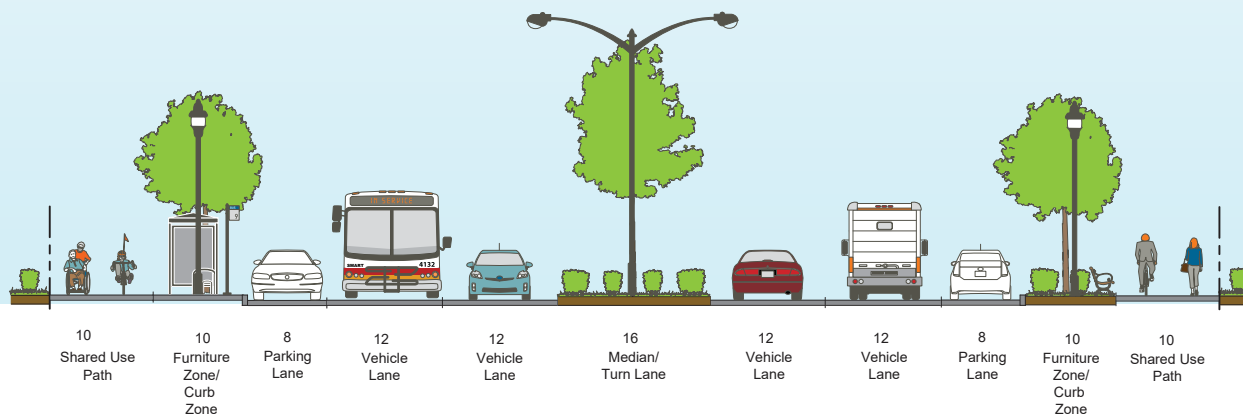 IN SERVICE
SMART
4132
10
Shared Use
Path
10
Furniture
Zone/
Curb
Zone
8
Parking
Lane
12
Vehicle
Lane
12
Vehicle
Lane
16
Median/
Turn Lane
12
Vehicle
Lane
12
Vehicle
Lane
8
Parking
Lane
10
Furniture
Zone/
Curb
Zone
10
Shared Use
Path